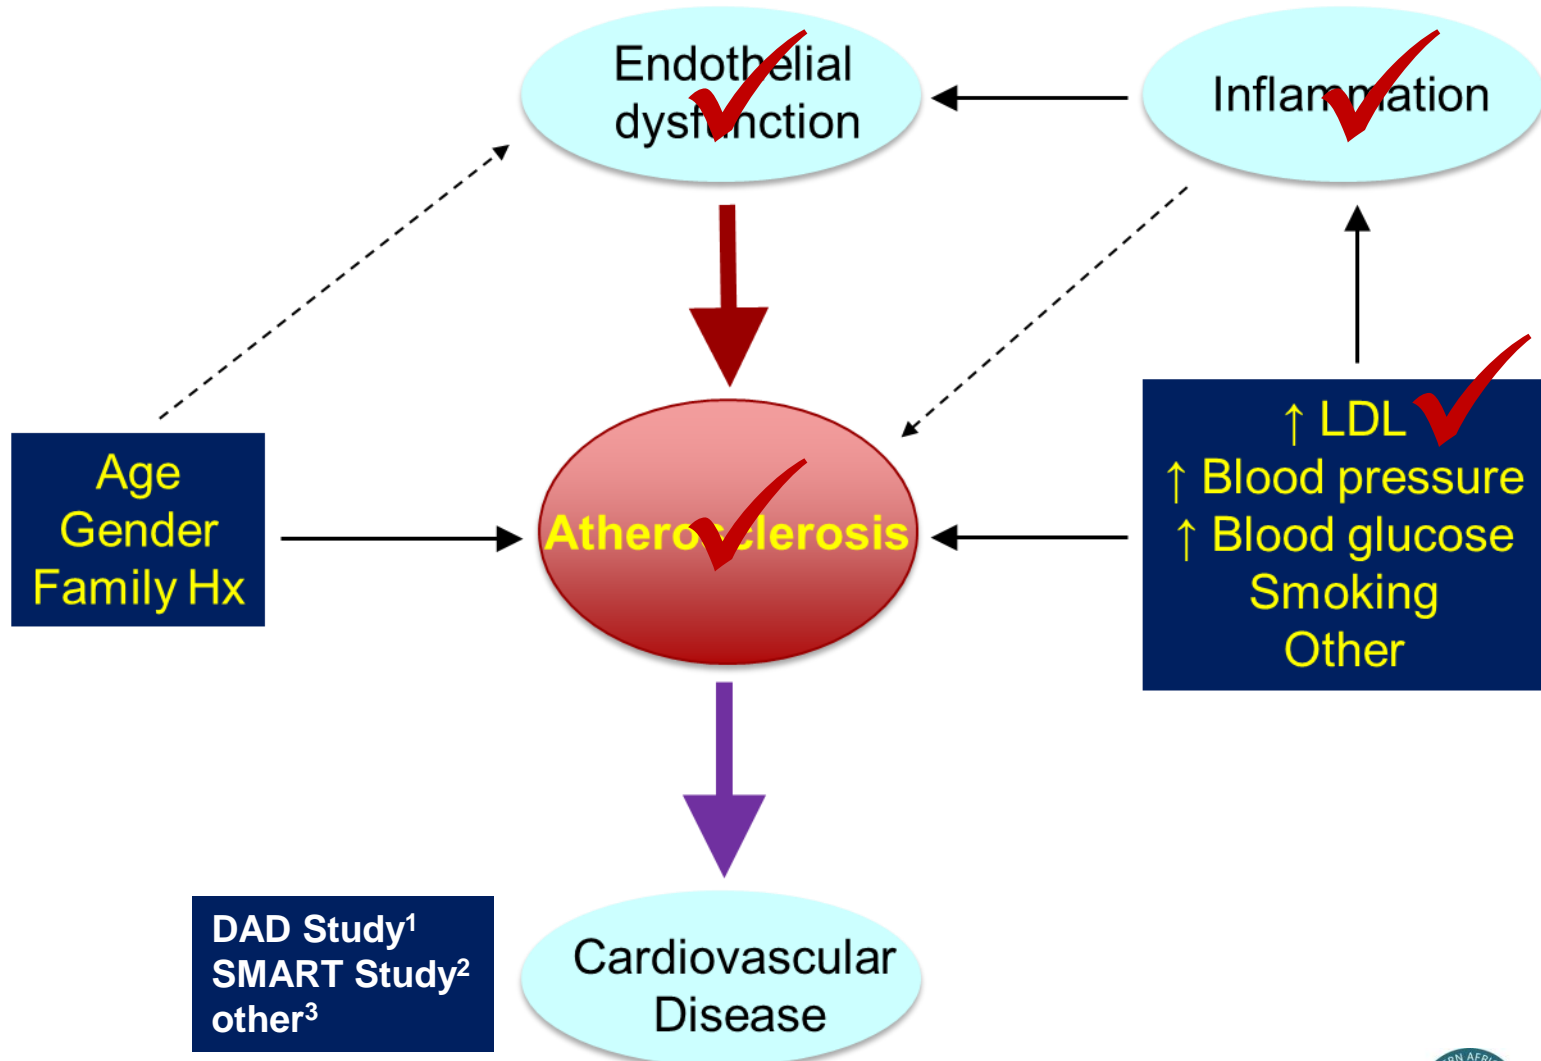 Endothelial
dysfunction
Inflammation
Age
Gender
Family Hx
Atherosclerosis
↑ LDL
↑ Blood pressure
↑ Blood glucose
Smoking
Other
DAD Study¹
SMART Study²
other³
Cardiovascular
Disease